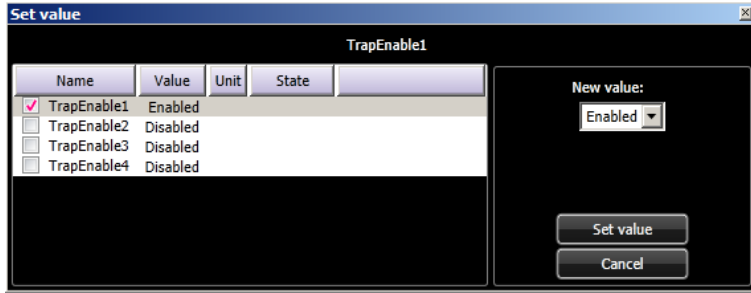 Set value
TrapEnable1
Name Value Unit State
TrapEnable1 Enabled
TrapEnable2 Disabled
TrapEnable3 Disabled
TrapEnable4 Disabled
New value:
Enabled
Set value
Cancel